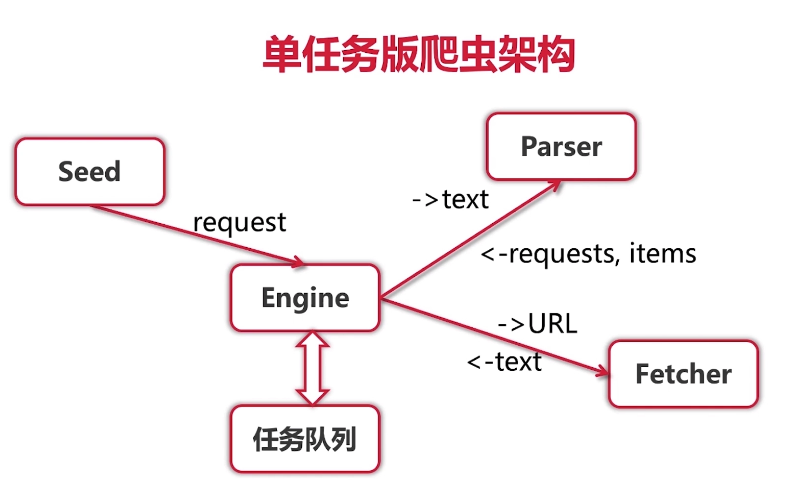 单任务版爬虫架构
Seed
Parser
request
->text
<-requests, items
Engine
->URL
<-text
Fetcher
任务队列